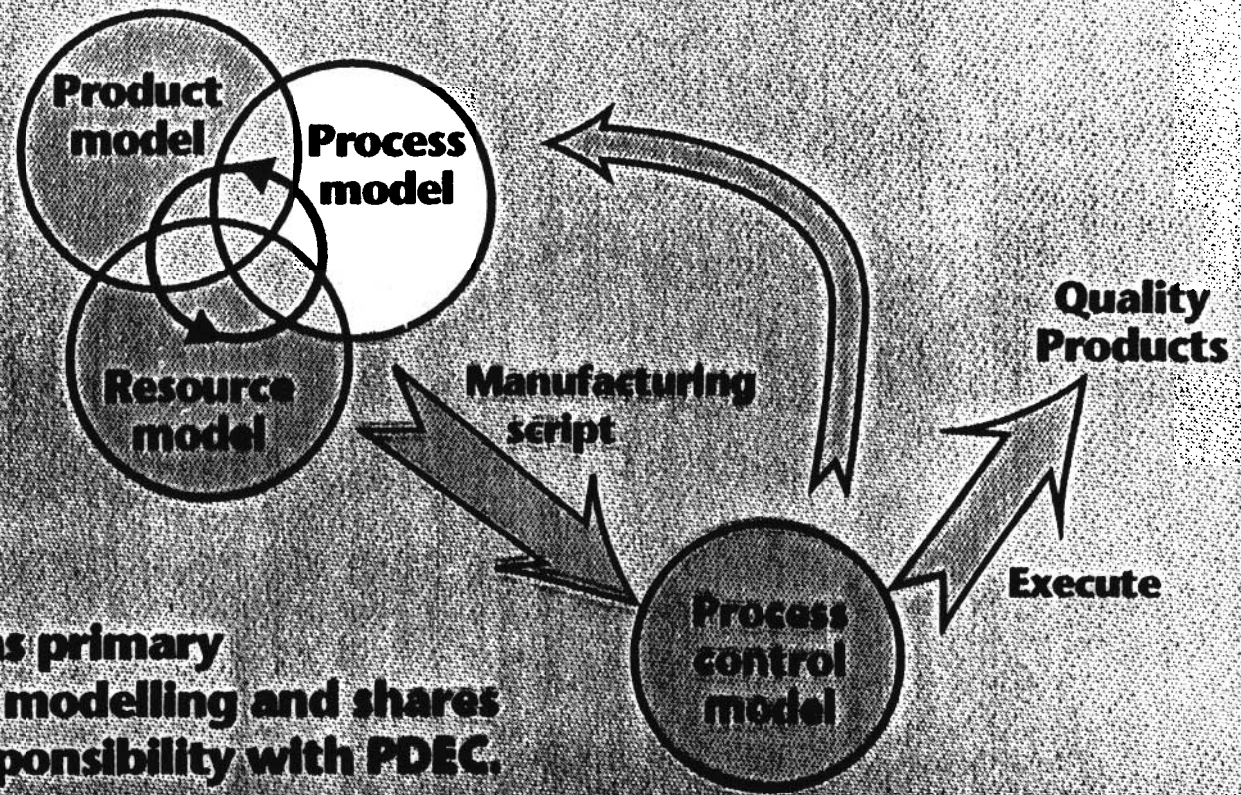 Product
model
Process
model
Resource
model
Manufacturing
script
Quality
Products
Execute
Process
control
model
primary
modelling and shares
with PDEC.